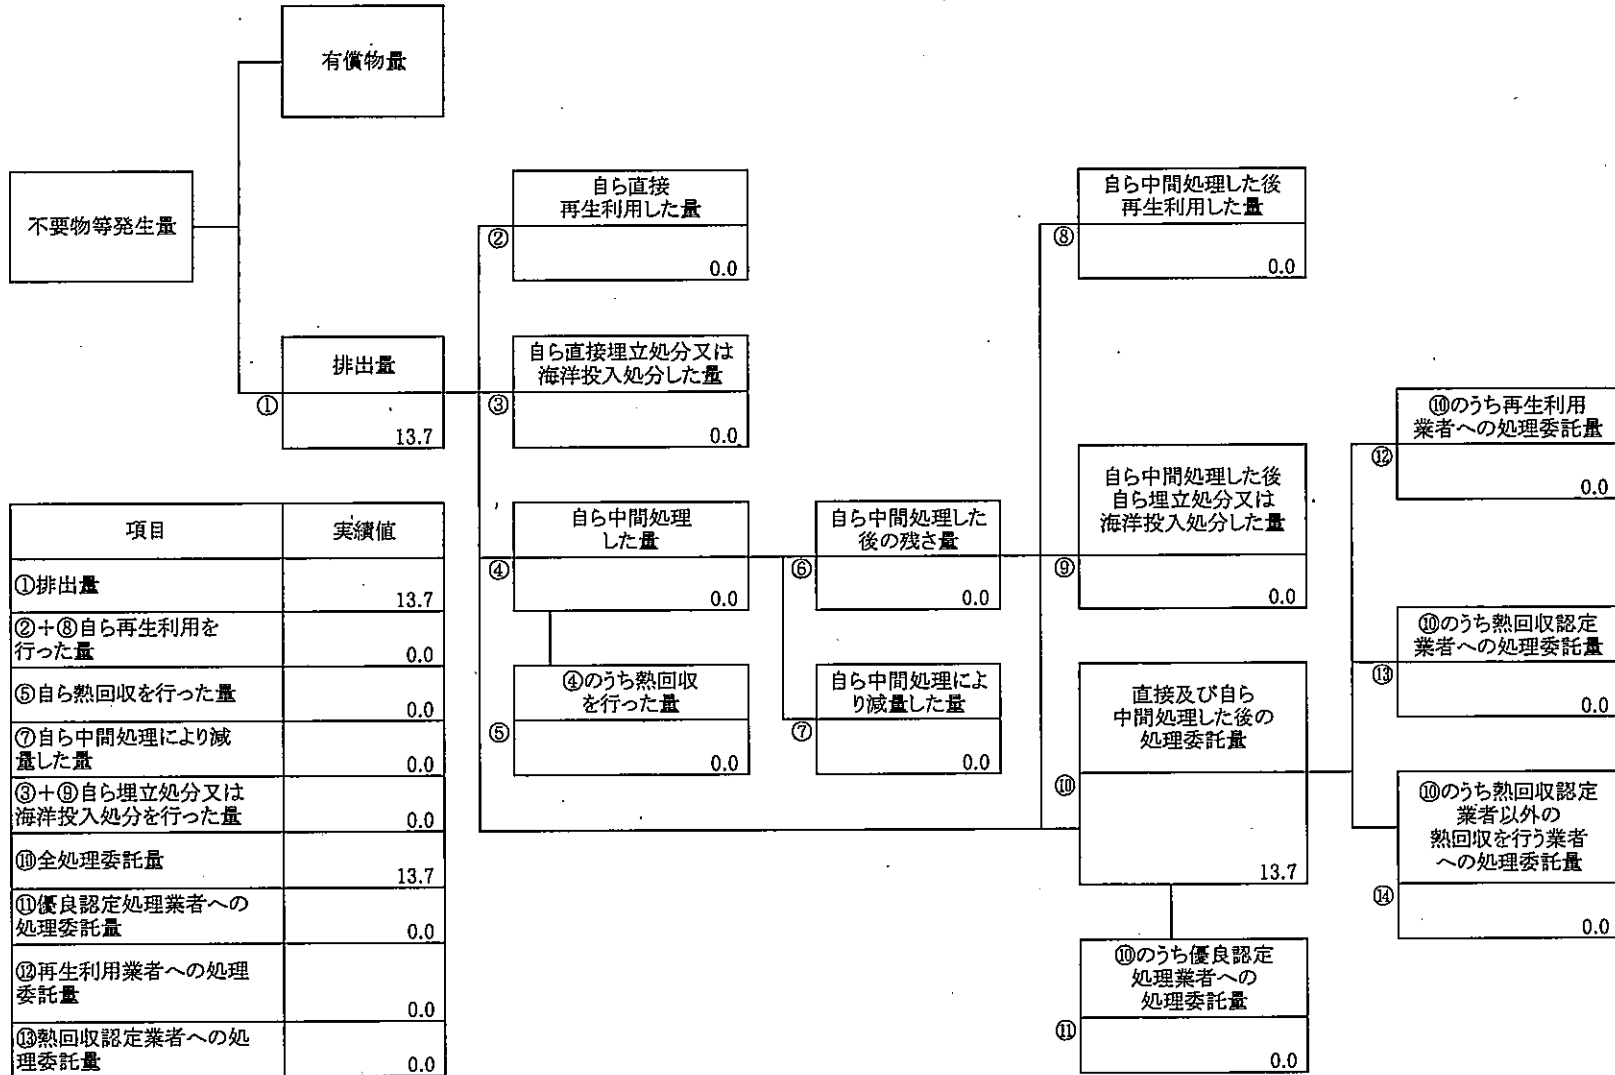 有償物量
不要物等発生量
排出量
①
13.7
自ら直接
再生利用した量
②
0.0
自ら直接埋立処分又は
海洋投入処分した量
③
0.0
自ら中間処理
した量
④
0.0
④のうち熱回収
を行った量
⑤
0.0
自ら中間処理した
後の残さ量
⑥
0.0
自ら中間処理によ
り減量した量
⑦
0.0
自ら中間処理した後
再生利用した量
⑧
0.0
自ら中間処理した後
自ら埋立処分又は
海洋投入処分した量
⑨
0.0
直接及び自ら
中間処理した後の
処理委託量
⑩
13.7
⑩のうち優良認定
処理業者への
処理委託量
⑪
0.0
⑩のうち再生利用
業者への処理委託量
⑫
0.0
⑩のうち熱回収認定
業者への処理委託量
⑬
0.0
⑩のうち熱回収認定
業者以外の
熱回収を行う業者
への処理委託量
⑭
0.0
項目 実績値
①排出量 13.7
②+⑧自ら再生利用を
行った量 0.0
⑤自ら熱回収を行った量 0.0
⑦自ら中間処理により減
量した量 0.0
③+⑨自ら埋立処分又は
海洋投入処分を行った量 0.0
⑩全処理委託量 13.7
⑪優良認定処理業者への
処理委託量 0.0
⑫再生利用業者への処理
委託量 0.0
⑬熱回収認定業者への処
理委託量 0.0